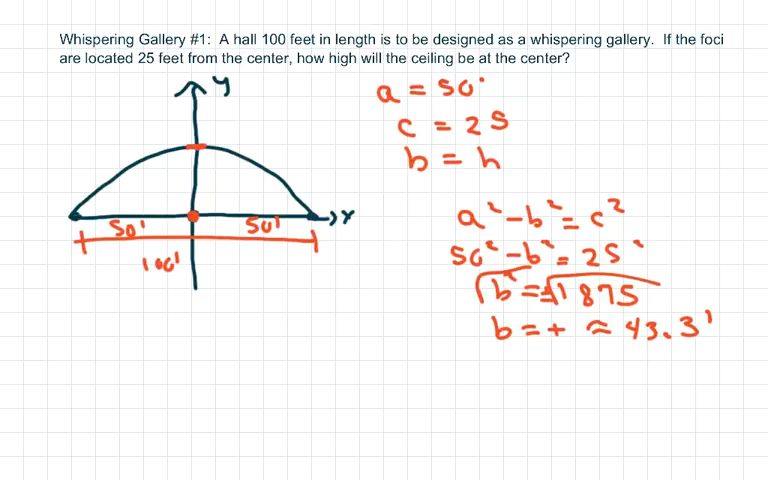 Whispering Gallery #1:  A hall 100 feet in length is to be designed as a whispering gallery.  If the foci
are located 25 feet from the center, how high will the ceiling be at the center?
y
a = 50'
c = 25
b = h
x
50' 50'
100'
a² - b² = c²
50² - b² = 25²
√b² = ±√1875
b = + ≈ 43.3'